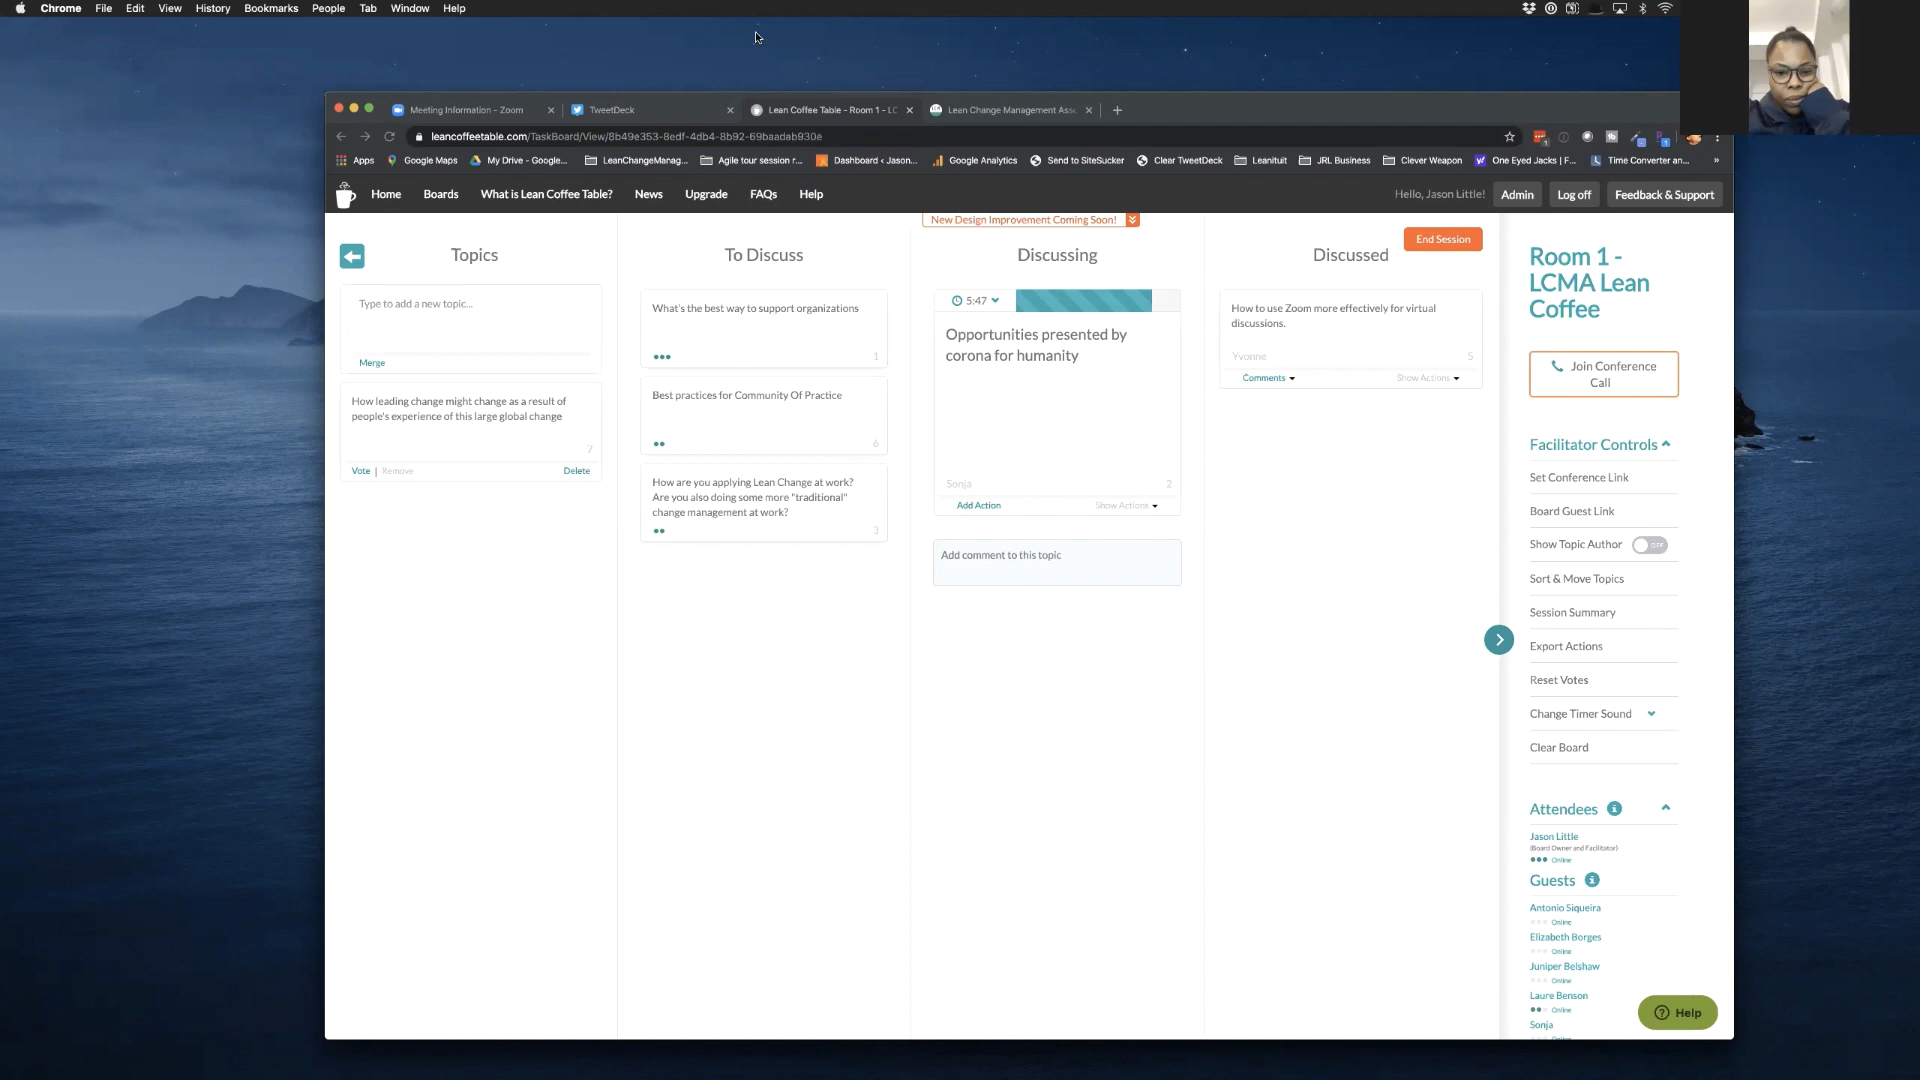 Chrome File Edit View History Bookmarks People Tab Window Help
Meeting Information - Zoom
TweetDeck
Lean Coffee Table - Room 1 - LC
Lean Change Management Ass
leancoffeetable.com/TaskBoard/View/8b49e353-8edf-4db4-8b92-69baadab930e
Apps Google Maps My Drive - Google... LeanChangeManag... Agile tour session r... Dashboard ‹ Jason... Google Analytics Send to SiteSucker Clear TweetDeck Leanituit JRL Business Clever Weapon One Eyed Jacks | F... Time Converter an... »
Home Boards What is Lean Coffee Table? News Upgrade FAQs Help
Hello, Jason Little! Admin Log off Feedback & Support
New Design Improvement Coming Soon!
End Session
Topics
Type to add a new topic...
Merge
How leading change might change as a result of
people's experience of this large global change
7
Vote | Remove Delete
To Discuss
What's the best way to support organizations
1
Best practices for Community Of Practice
6
How are you applying Lean Change at work?
Are you also doing some more "traditional"
change management at work?
3
Discussing
5:47
Opportunities presented by
corona for humanity
Sonja 2
Add Action Show Actions
Add comment to this topic
Discussed
How to use Zoom more effectively for virtual
discussions.
Yvonne 5
Comments Show Actions
Room 1 -
LCMA Lean
Coffee
Join Conference
Call
Facilitator Controls
Set Conference Link
Board Guest Link
Show Topic Author OFF
Sort & Move Topics
Session Summary
Export Actions
Reset Votes
Change Timer Sound
Clear Board
Attendees
Jason Little
(Board Owner and Facilitator)
Online
Guests
Antonio Siqueira
Online
Elizabeth Borges
Online
Juniper Belshaw
Online
Laure Benson
Online
Sonja
Help